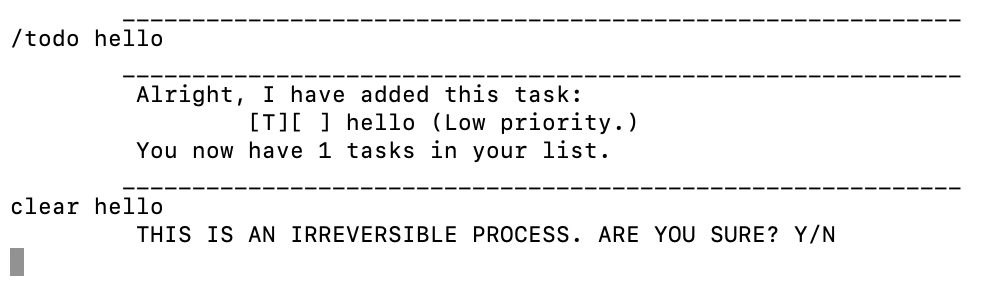 ____________________________________________________________
/todo hello
____________________________________________________________
Alright, I have added this task:
[T][ ] hello (Low priority.)
You now have 1 tasks in your list.
____________________________________________________________
clear hello
THIS IS AN IRREVERSIBLE PROCESS. ARE YOU SURE? Y/N